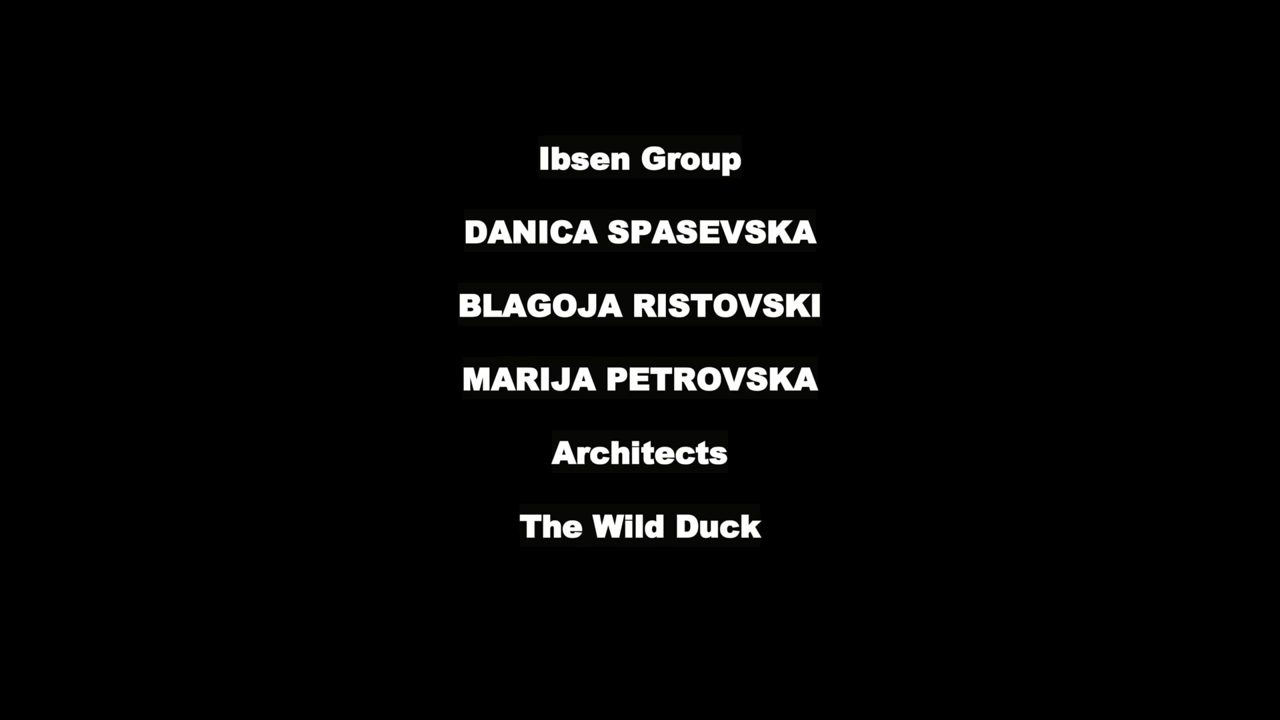 Ibsen Group
DANICA SPASEVSKA
BLAGOJA RISTOVSKI
MARIJA PETROVSKA
Architects
The Wild Duck